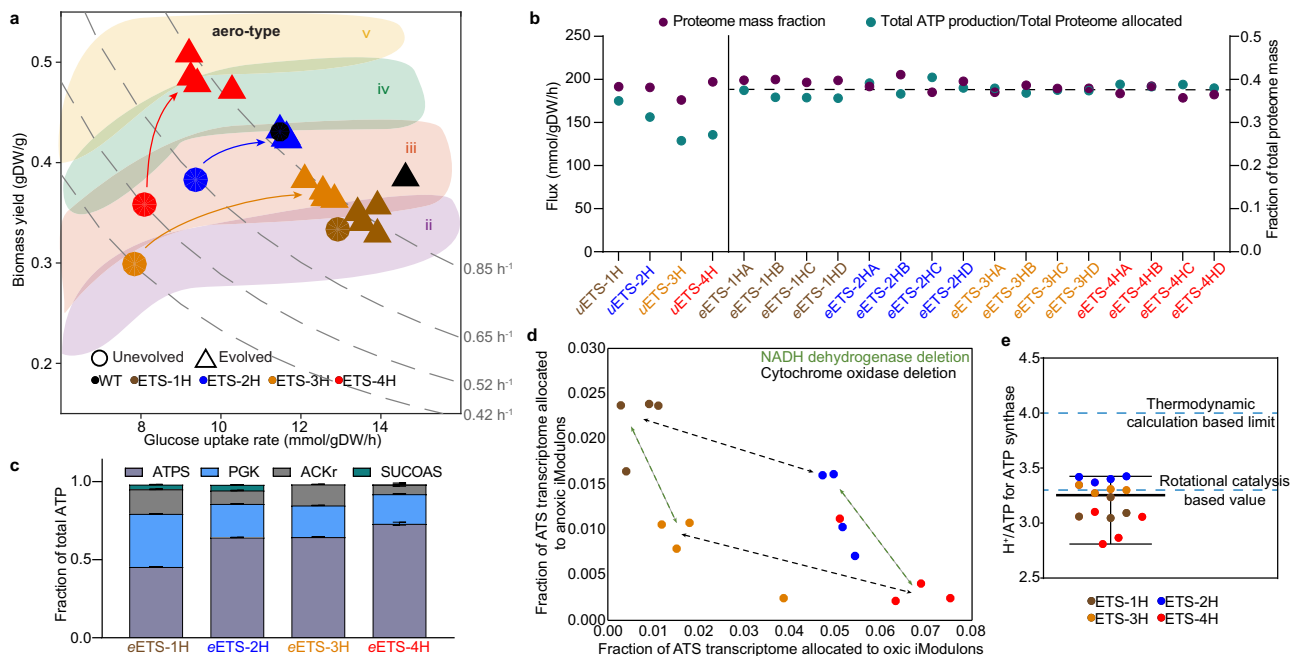 a
aero-type
v
iv
iii
ii
0.5
0.4
0.3
0.2
Biomass yield (gDW/g)
0.85 h⁻¹
0.65 h⁻¹
0.52 h⁻¹
0.42 h⁻¹
Unevolved Evolved
WT ETS-1H ETS-2H ETS-3H ETS-4H
8 10 12 14
Glucose uptake rate (mmol/gDW/h)
b
Proteome mass fraction Total ATP production/Total Proteome allocated
250
200
150
100
50
0
Flux (mmol/gDW/h)
0.5
0.4
0.3
0.2
0.1
0.0
Fraction of total proteome mass
uETS-1H
uETS-2H
uETS-3H
uETS-4H
eETS-1HA
eETS-1HB
eETS-1HC
eETS-1HD
eETS-2HA
eETS-2HB
eETS-2HC
eETS-2HD
eETS-3HA
eETS-3HB
eETS-3HC
eETS-3HD
eETS-4HA
eETS-4HB
eETS-4HC
eETS-4HD
c
ATPS PGK ACKr SUCOAS
1.0
0.5
0.0
Fraction of total ATP
eETS-1H eETS-2H eETS-3H eETS-4H
d
NADH dehydrogenase deletion
Cytochrome oxidase deletion
0.030
0.025
0.020
0.015
0.010
0.005
0.000
Fraction of ATS transcriptome allocated
to anoxic iModulons
0.00 0.01 0.02 0.03 0.04 0.05 0.06 0.07 0.08
Fraction of ATS transcriptome allocated to oxic iModulons
e
4.5
4.0
3.5
3.0
2.5
H⁺/ATP for ATP synthase
Thermodynamic
calculation based limit
Rotational catalysis
based value
ETS-1H ETS-2H
ETS-3H ETS-4H